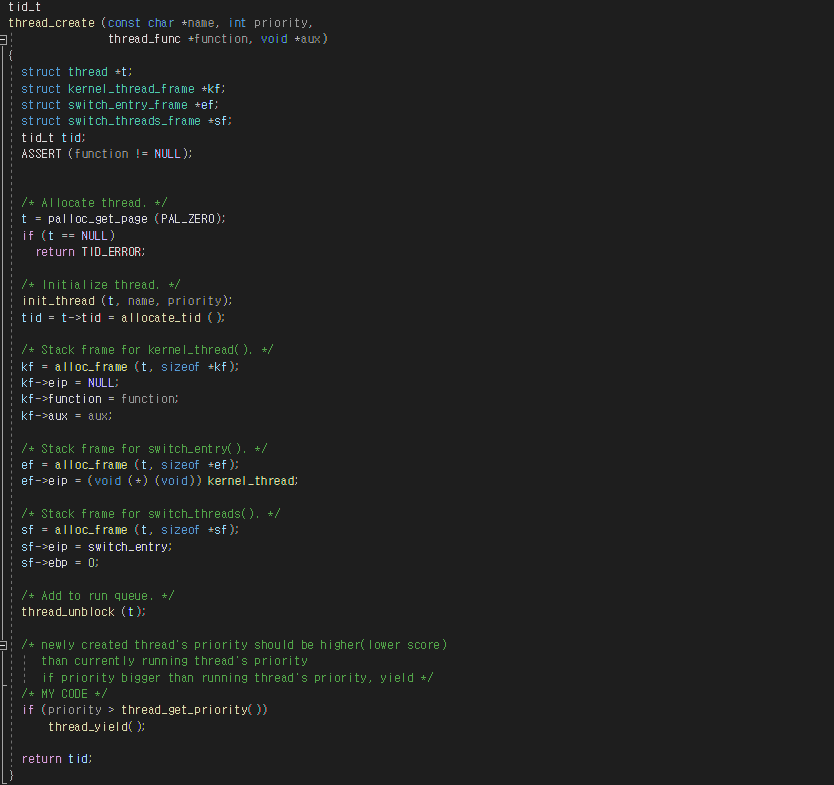 tid_t
thread_create (const char *name, int priority,
               thread_func *function, void *aux)
{
  struct thread *t;
  struct kernel_thread_frame *kf;
  struct switch_entry_frame *ef;
  struct switch_threads_frame *sf;
  tid_t tid;
  ASSERT (function != NULL);
  /* Allocate thread. */
  t = palloc_get_page (PAL_ZERO);
  if (t == NULL)
    return TID_ERROR;
  /* Initialize thread. */
  init_thread (t, name, priority);
  tid = t->tid = allocate_tid ();
  /* Stack frame for kernel_thread(). */
  kf = alloc_frame (t, sizeof *kf);
  kf->eip = NULL;
  kf->function = function;
  kf->aux = aux;
  /* Stack frame for switch_entry(). */
  ef = alloc_frame (t, sizeof *ef);
  ef->eip = (void (*) (void)) kernel_thread;
  /* Stack frame for switch_threads(). */
  sf = alloc_frame (t, sizeof *sf);
  sf->eip = switch_entry;
  sf->ebp = 0;
  /* Add to run queue. */
  thread_unblock (t);
  /* newly created thread's priority should be higher(lower score)
     than currently running thread's priority
     if priority bigger than running thread's priority, yield */
  /* MY CODE */
  if (priority > thread_get_priority())
      thread_yield();
  return tid;
}